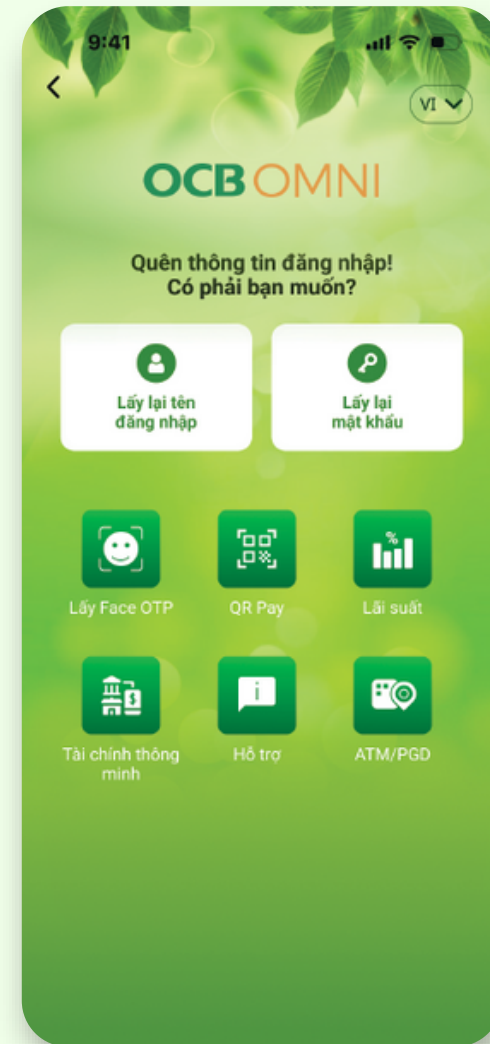 9:41
VI
OCB OMNI
Quên thông tin đăng nhập!
Có phải bạn muốn?
Lấy lại tên
đăng nhập
Lấy lại
mật khẩu
Lấy Face OTP
QR Pay
Lãi suất
Tài chính thông
minh
Hỗ trợ
ATM/PGD